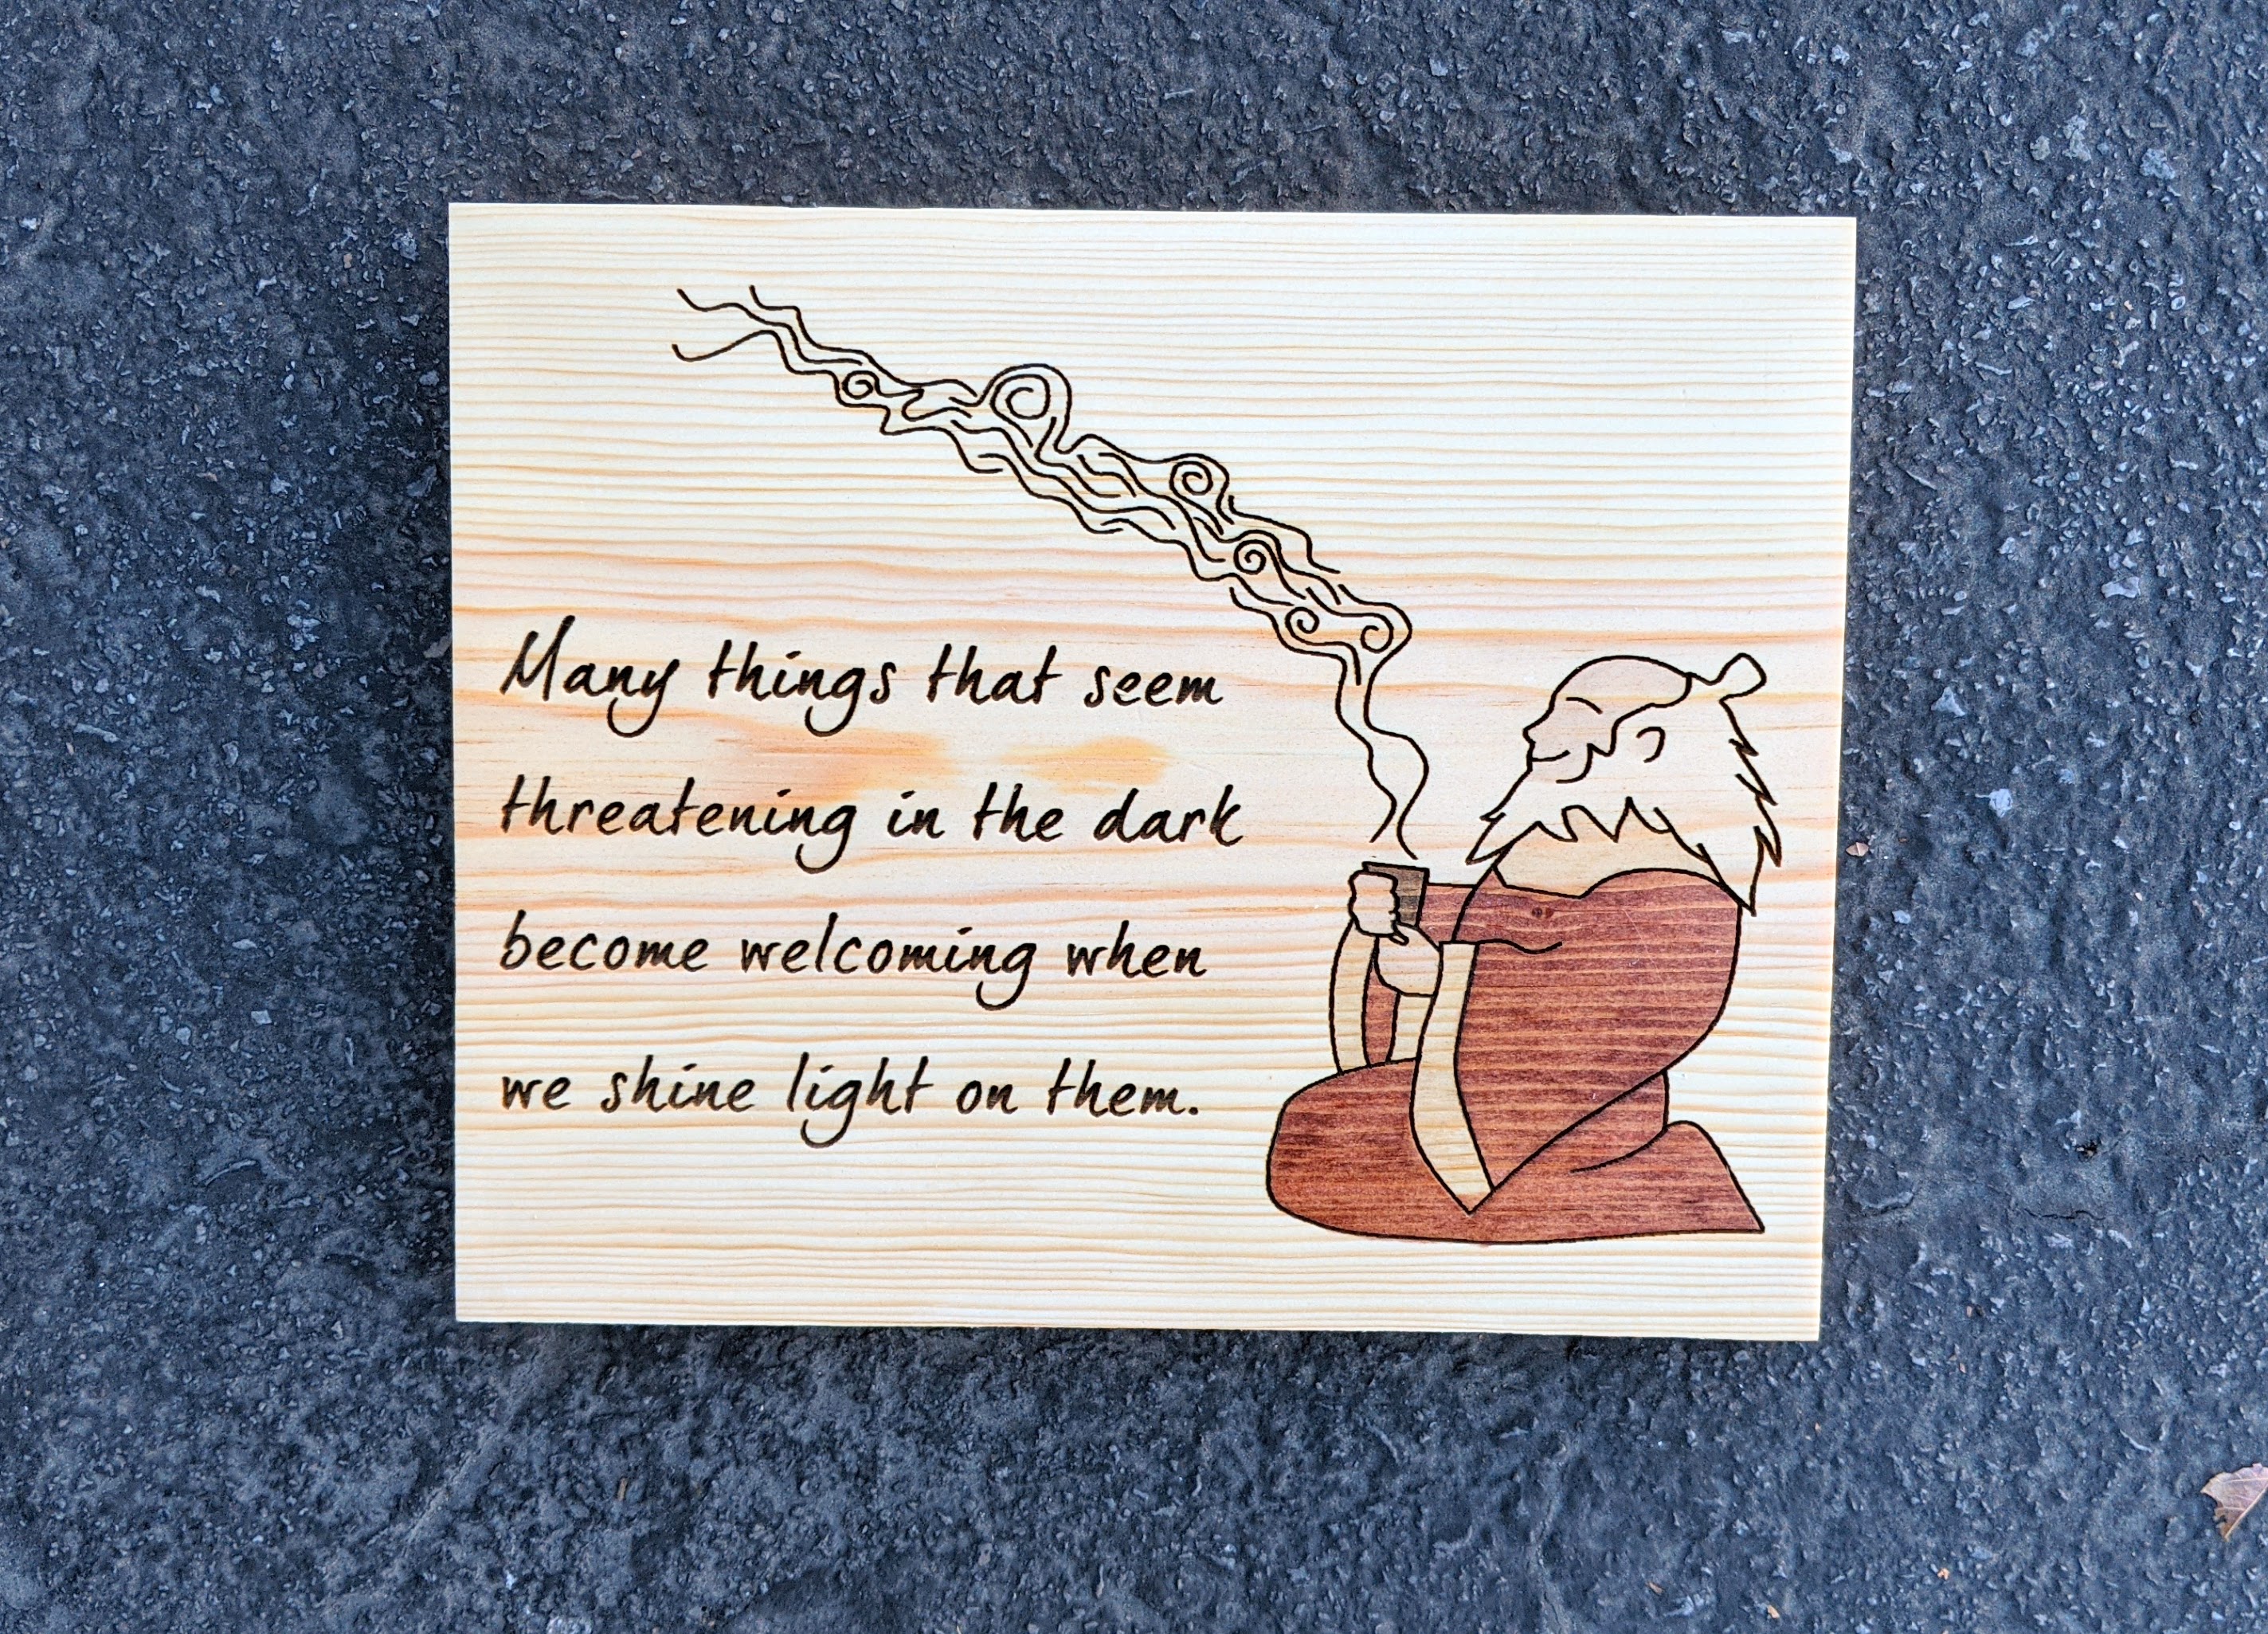 Many things that seem
threatening in the dark
become welcoming when
we shine light on them.